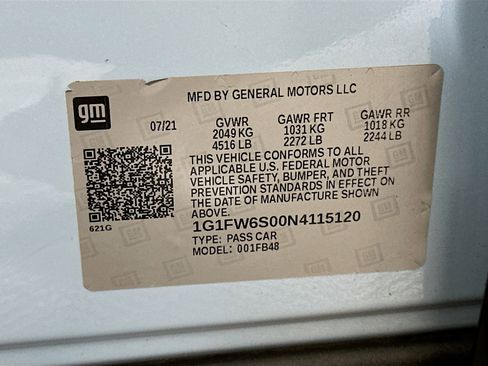 MFD BY GENERAL MOTORS LLC
gm
07/21
GVWR GAWR FRT GAWR RR
2049 KG 1031 KG 1018 KG
4516 LB 2272 LB 2244 LB
THIS VEHICLE CONFORMS TO ALL
APPLICABLE U.S. FEDERAL MOTOR
VEHICLE SAFETY, BUMPER, AND THEFT
PREVENTION STANDARDS IN EFFECT ON
THE DATE OF MANUFACTURE SHOWN
ABOVE.
621G
1G1FW6S00N4115120
TYPE: PASS CAR
MODEL: 001FB48